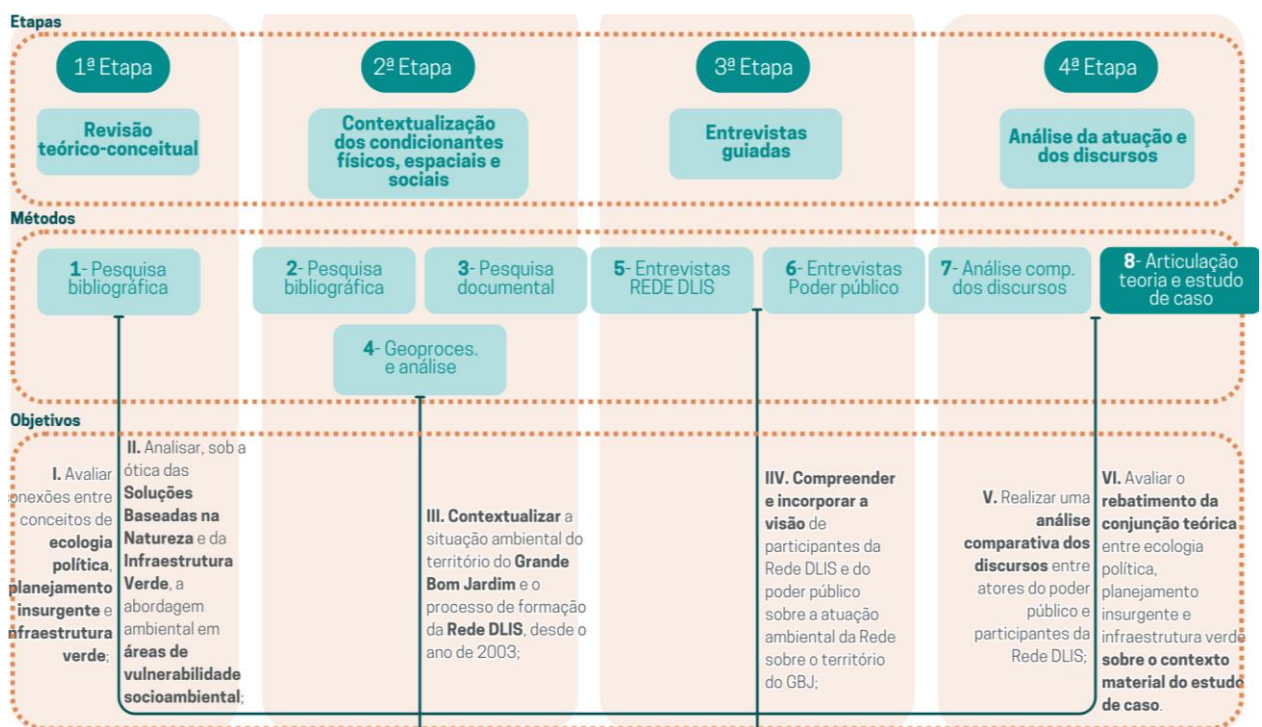 Etapas
1ª Etapa
2ª Etapa
3ª Etapa
4ª Etapa
Revisão
teórico-conceitual
Contextualização
dos condicionantes
físicos, espaciais e
sociais
Entrevistas
guiadas
Análise da atuação e
dos discursos
Métodos
1- Pesquisa
bibliográfica
2- Pesquisa
bibliográfica
3- Pesquisa
documental
4- Geoproces.
e análise
5- Entrevistas
REDE DLIS
6- Entrevistas
Poder público
7- Análise comp.
dos discursos
8- Articulação
teoria e estudo
de caso
Objetivos
I. Avaliar
onexões entre
conceitos de
ecologia
política,
planejamento
insurgente e
nfraestrutura
verde;
II. Analisar, sob a
ótica das
Soluções
Baseadas na
Natureza e da
Infraestrutura
Verde, a
abordagem
ambiental em
áreas de
vulnerabilidade
socioambiental;
III. Contextualizar a
situação ambiental do
território do Grande
Bom Jardim e o
processo de formação
da Rede DLIS, desde o
ano de 2003;
IIV. Compreender
e incorporar a
visão de
participantes da
Rede DLIS e do
poder público
sobre a atuação
ambiental da Rede
sobre o território
do GBJ;
V. Realizar uma
análise
comparativa dos
discursos entre
atores do poder
público e
participantes da
Rede DLIS;
VI. Avaliar o
rebatimento da
conjunção teórica
entre ecologia
política,
planejamento
insurgente e
infraestrutura verde
sobre o contexto
material do estudo
de caso.